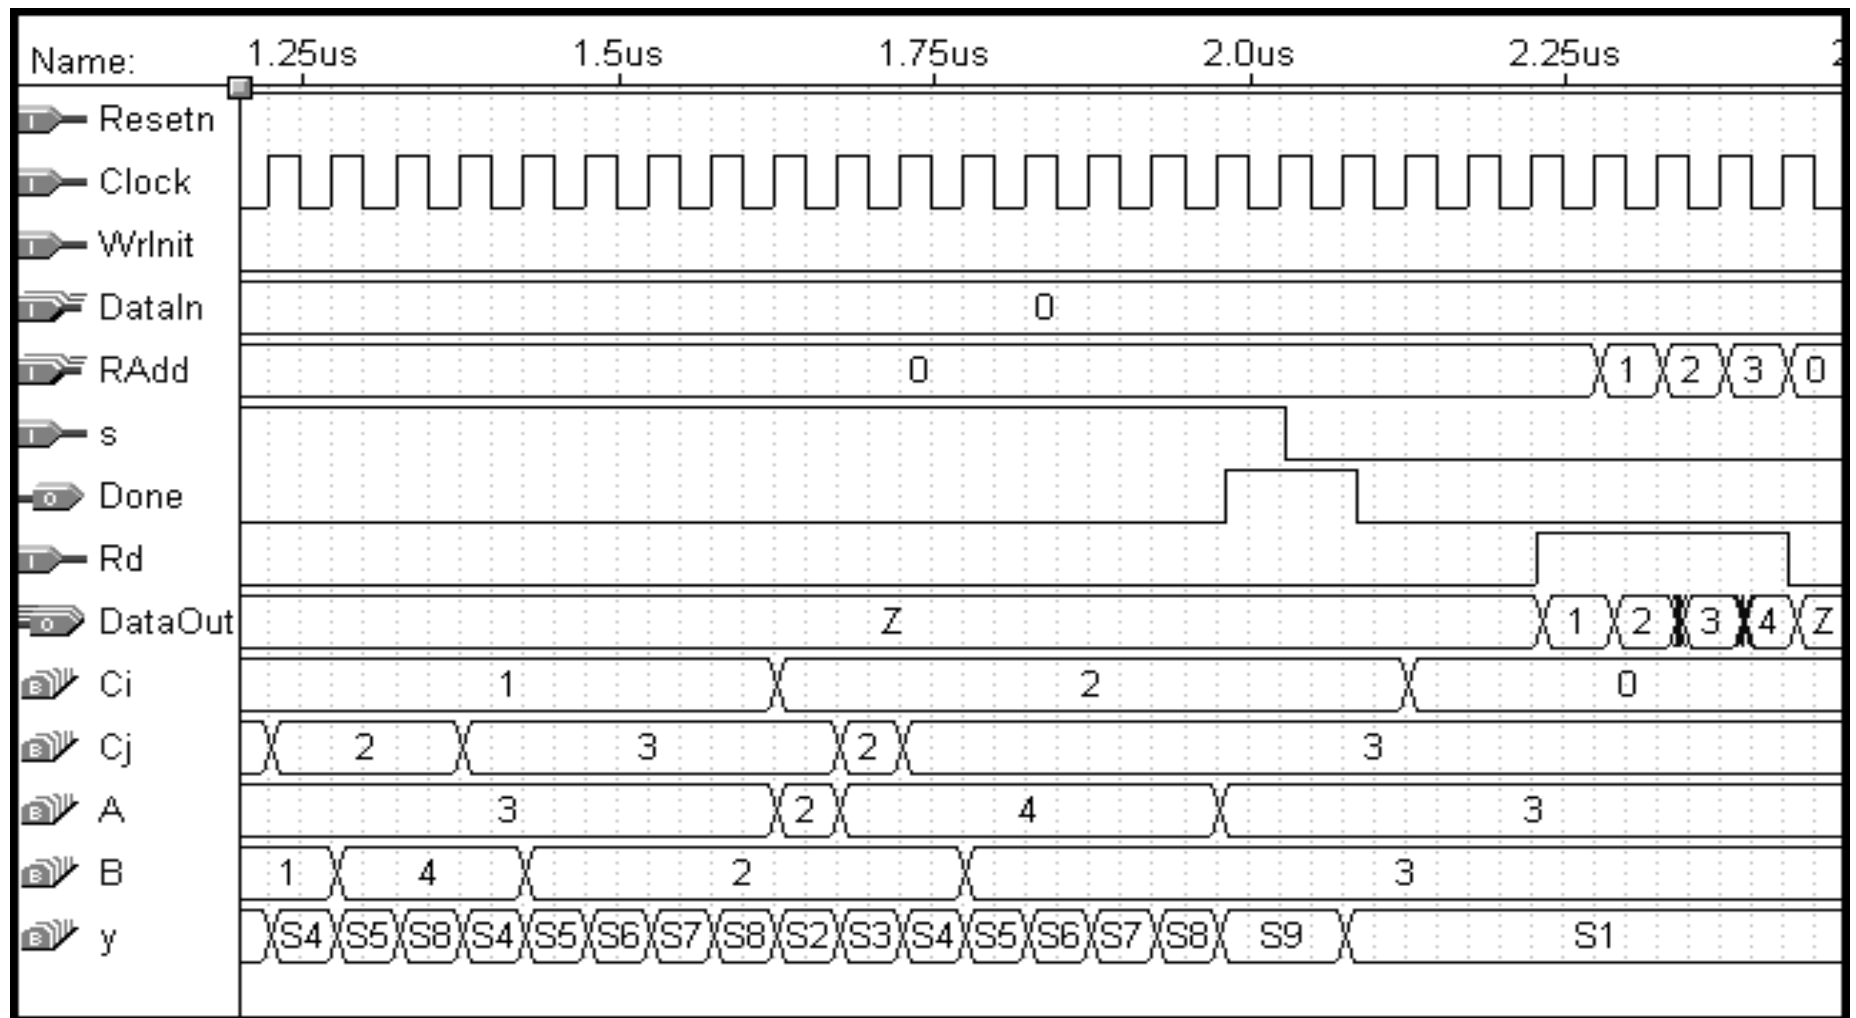 Name: 1.25us 1.5us 1.75us 2.0us 2.25us 2
I Resetn
I Clock
I WrInit
I DataIn 0
I RAdd 0 1 2 3 0
I s
O Done
I Rd
O DataOut Z 1 2 3 4 Z
B Ci 1 2 0
B Cj 2 3 2 3
B A 3 2 4 3
B B 1 4 2 3
B y S4 S5 S8 S4 S5 S6 S7 S8 S2 S3 S4 S5 S6 S7 S8 S9 S1